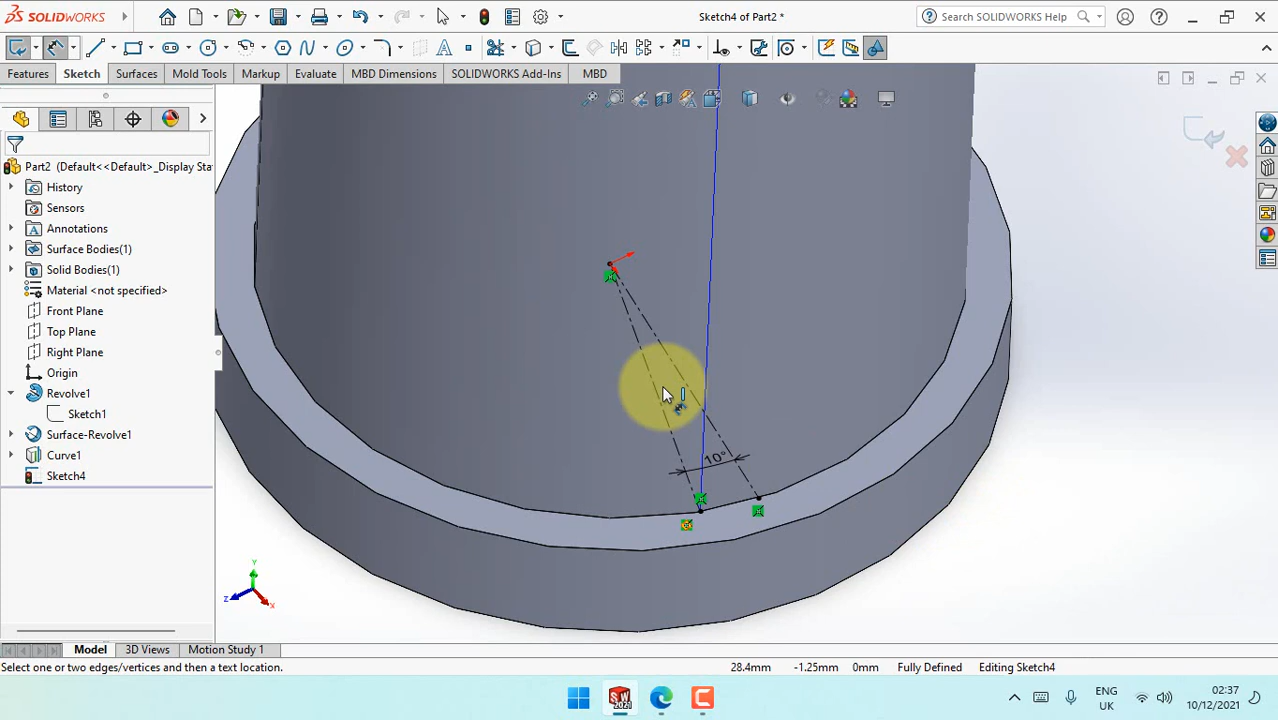 SOLIDWORKS
Sketch4 of Part2 *
Search SOLIDWORKS Help
Features
Sketch
Surfaces
Mold Tools
Markup
Evaluate
MBD Dimensions
SOLIDWORKS Add-Ins
MBD
Part2 (Default<<Default>_Display Sta
History
Sensors
Annotations
Surface Bodies(1)
Solid Bodies(1)
Material <not specified>
Front Plane
Top Plane
Right Plane
Origin
Revolve1
Sketch1
Surface-Revolve1
Curve1
Sketch4
10°
Y
Z
X
Model
3D Views
Motion Study 1
Select one or two edges/vertices and then a text location.
28.4mm
-1.25mm
0mm
Fully Defined
Editing Sketch4
SW
2021
ENG
UK
02:37
10/12/2021